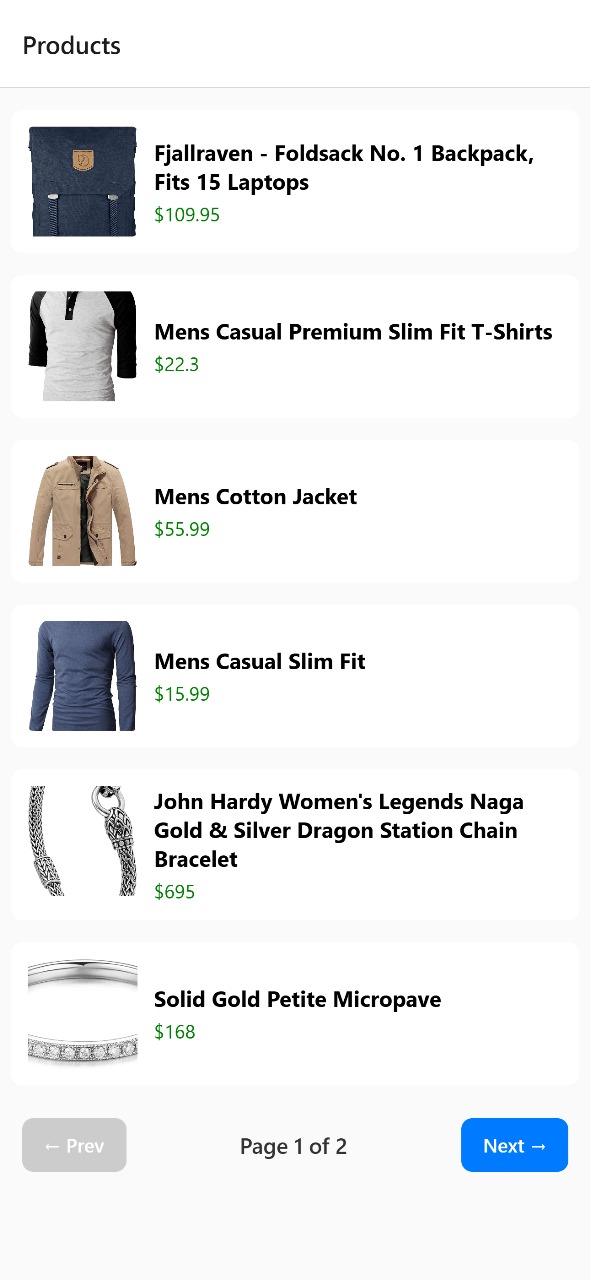 Products
Fjallraven - Foldsack No. 1 Backpack,
Fits 15 Laptops
$109.95
Mens Casual Premium Slim Fit T-Shirts
$22.3
Mens Cotton Jacket
$55.99
Mens Casual Slim Fit
$15.99
John Hardy Women's Legends Naga
Gold & Silver Dragon Station Chain
Bracelet
$695
Solid Gold Petite Micropave
$168
← Prev
Page 1 of 2
Next →